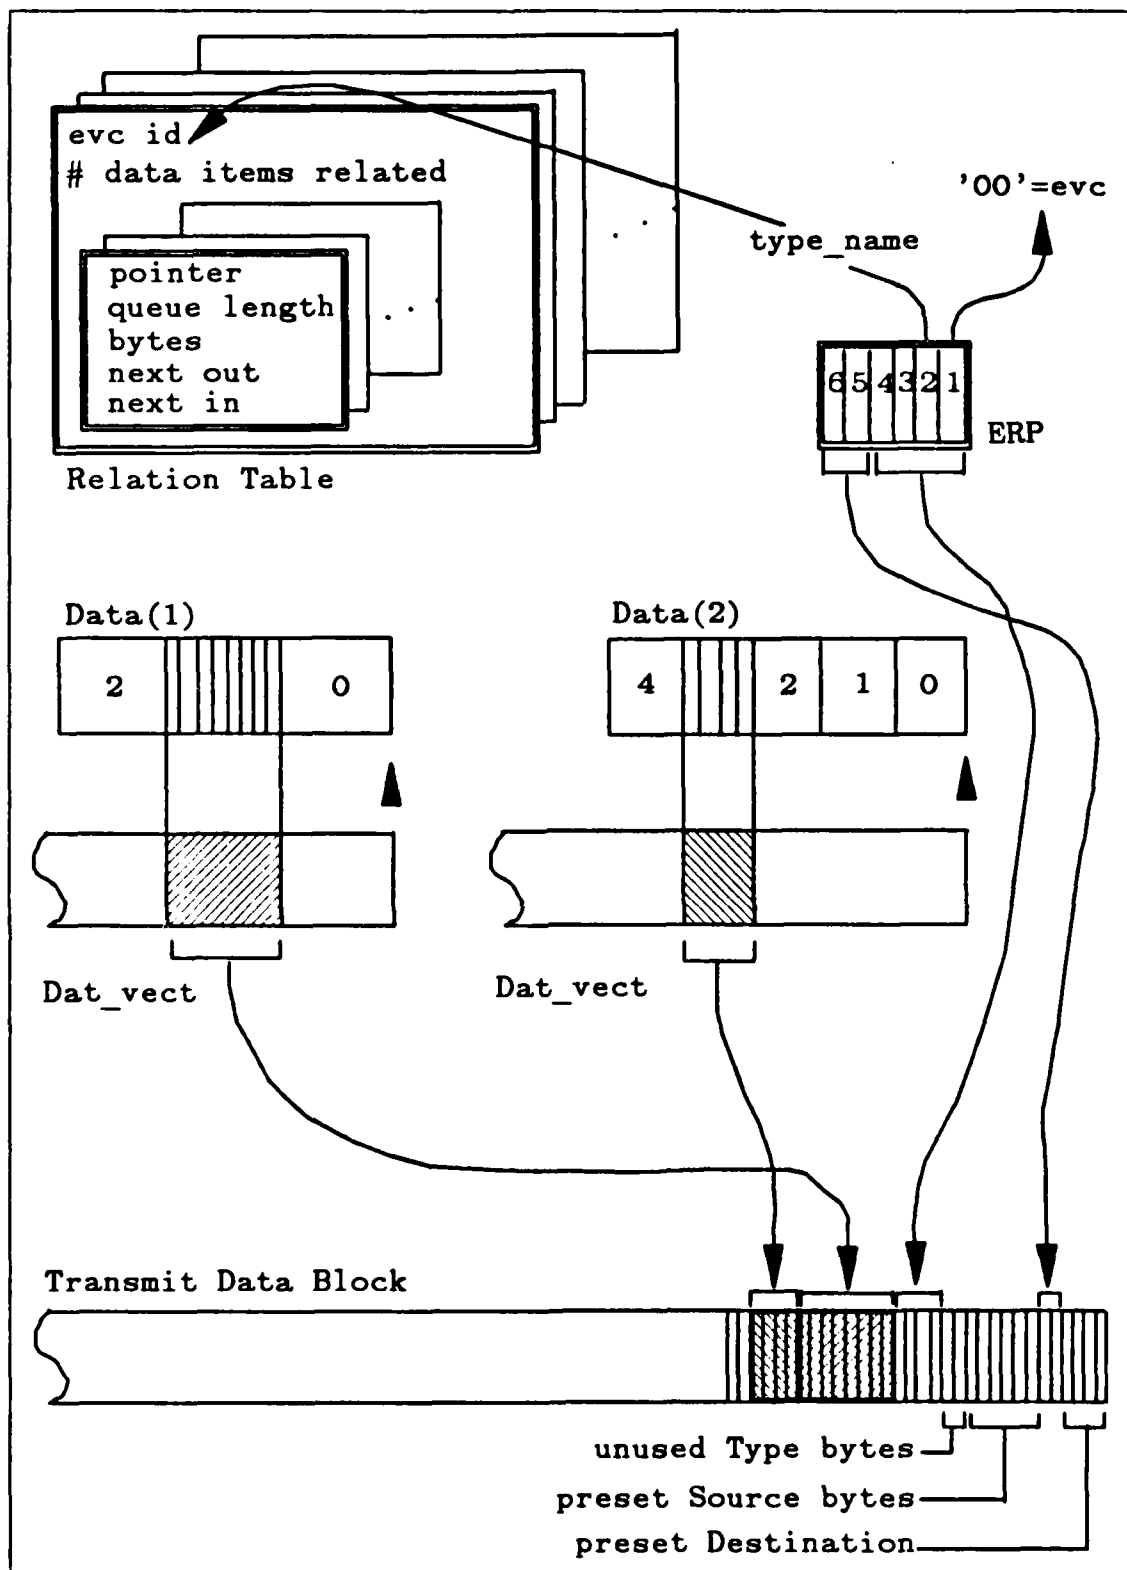 evc id
# data items related
pointer
queue length
bytes
next out
next in
Relation Table
'00'=evc
type_name
6 5 4 3 2 1
ERP
Data(1)
2 0
Data(2)
4 2 1 0
Dat_vect
Dat_vect
Transmit Data Block
unused Type bytes
preset Source bytes
preset Destination